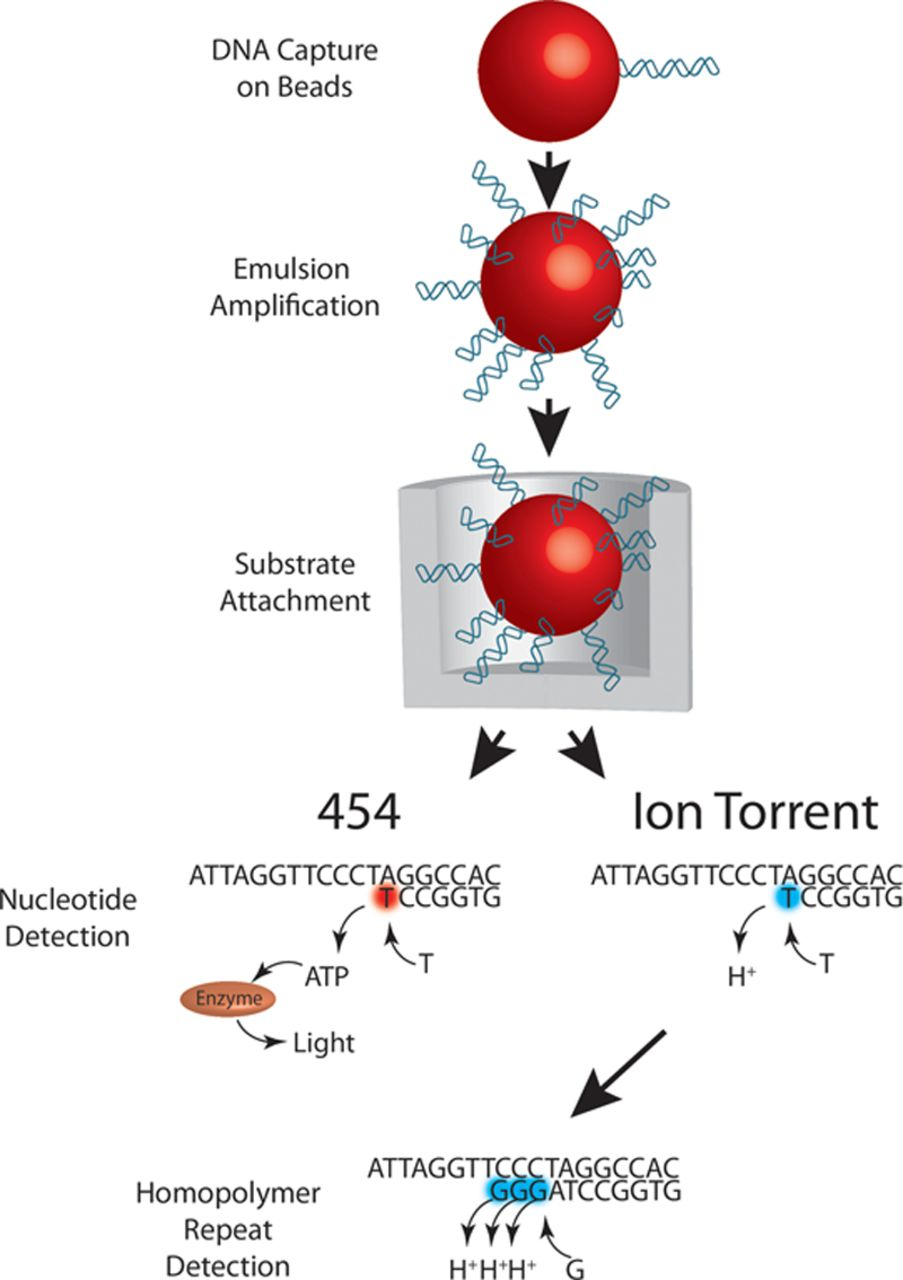 DNA Capture
on Beads
Emulsion
Amplification
Substrate
Attachment
454
Ion Torrent
Nucleotide
Detection
ATTAGGTTCCCTAGGCCAC
TCCGGTG
ATP
T
Enzyme
Light
ATTAGGTTCCCTAGGCCAC
TCCGGTG
H⁺
T
Homopolymer
Repeat
Detection
ATTAGGTTCCCTAGGCCAC
GGGATCCGGTG
H⁺H⁺H⁺
G